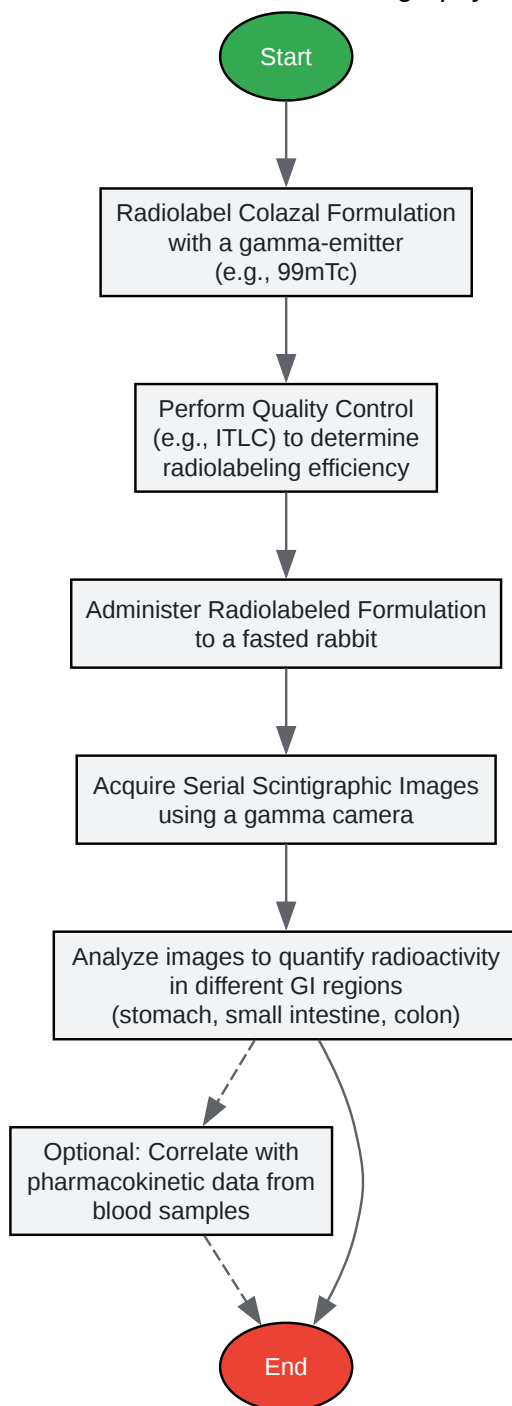 Start
Radiolabel Colazal Formulation
with a gamma-emitter
(e.g., 99mTc)
Perform Quality Control
(e.g., ITLC) to determine
radiolabeling efficiency
Administer Radiolabeled Formulation
to a fasted rabbit
Acquire Serial Scintigraphic Images
using a gamma camera
Analyze images to quantify radioactivity
in different GI regions
(stomach, small intestine, colon)
Optional: Correlate with
pharmacokinetic data from
blood samples
End